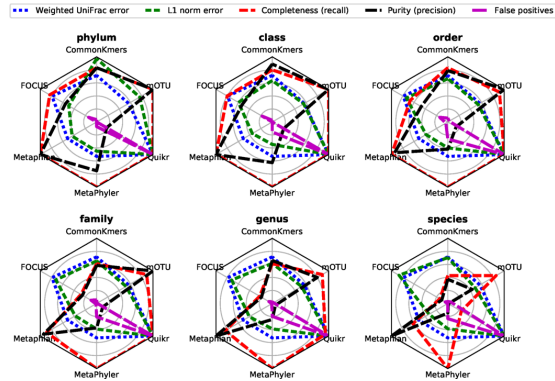 Weighted UniFrac error L1 norm error Completeness (recall) Purity (precision) False positives
phylum class order
CommonKmers CommonKmers CommonKmers
FOCUS mOTU FOCUS mOTU FOCUS mOTU
Metaphlan Quikr Metaphlan Quikr Metaphlan Quikr
MetaPhyler MetaPhyler MetaPhyler
family genus species
CommonKmers CommonKmers CommonKmers
FOCUS mOTU FOCUS mOTU FOCUS mOTU
Metaphlan Quikr Metaphlan Quikr Metaphlan Quikr
MetaPhyler MetaPhyler MetaPhyler